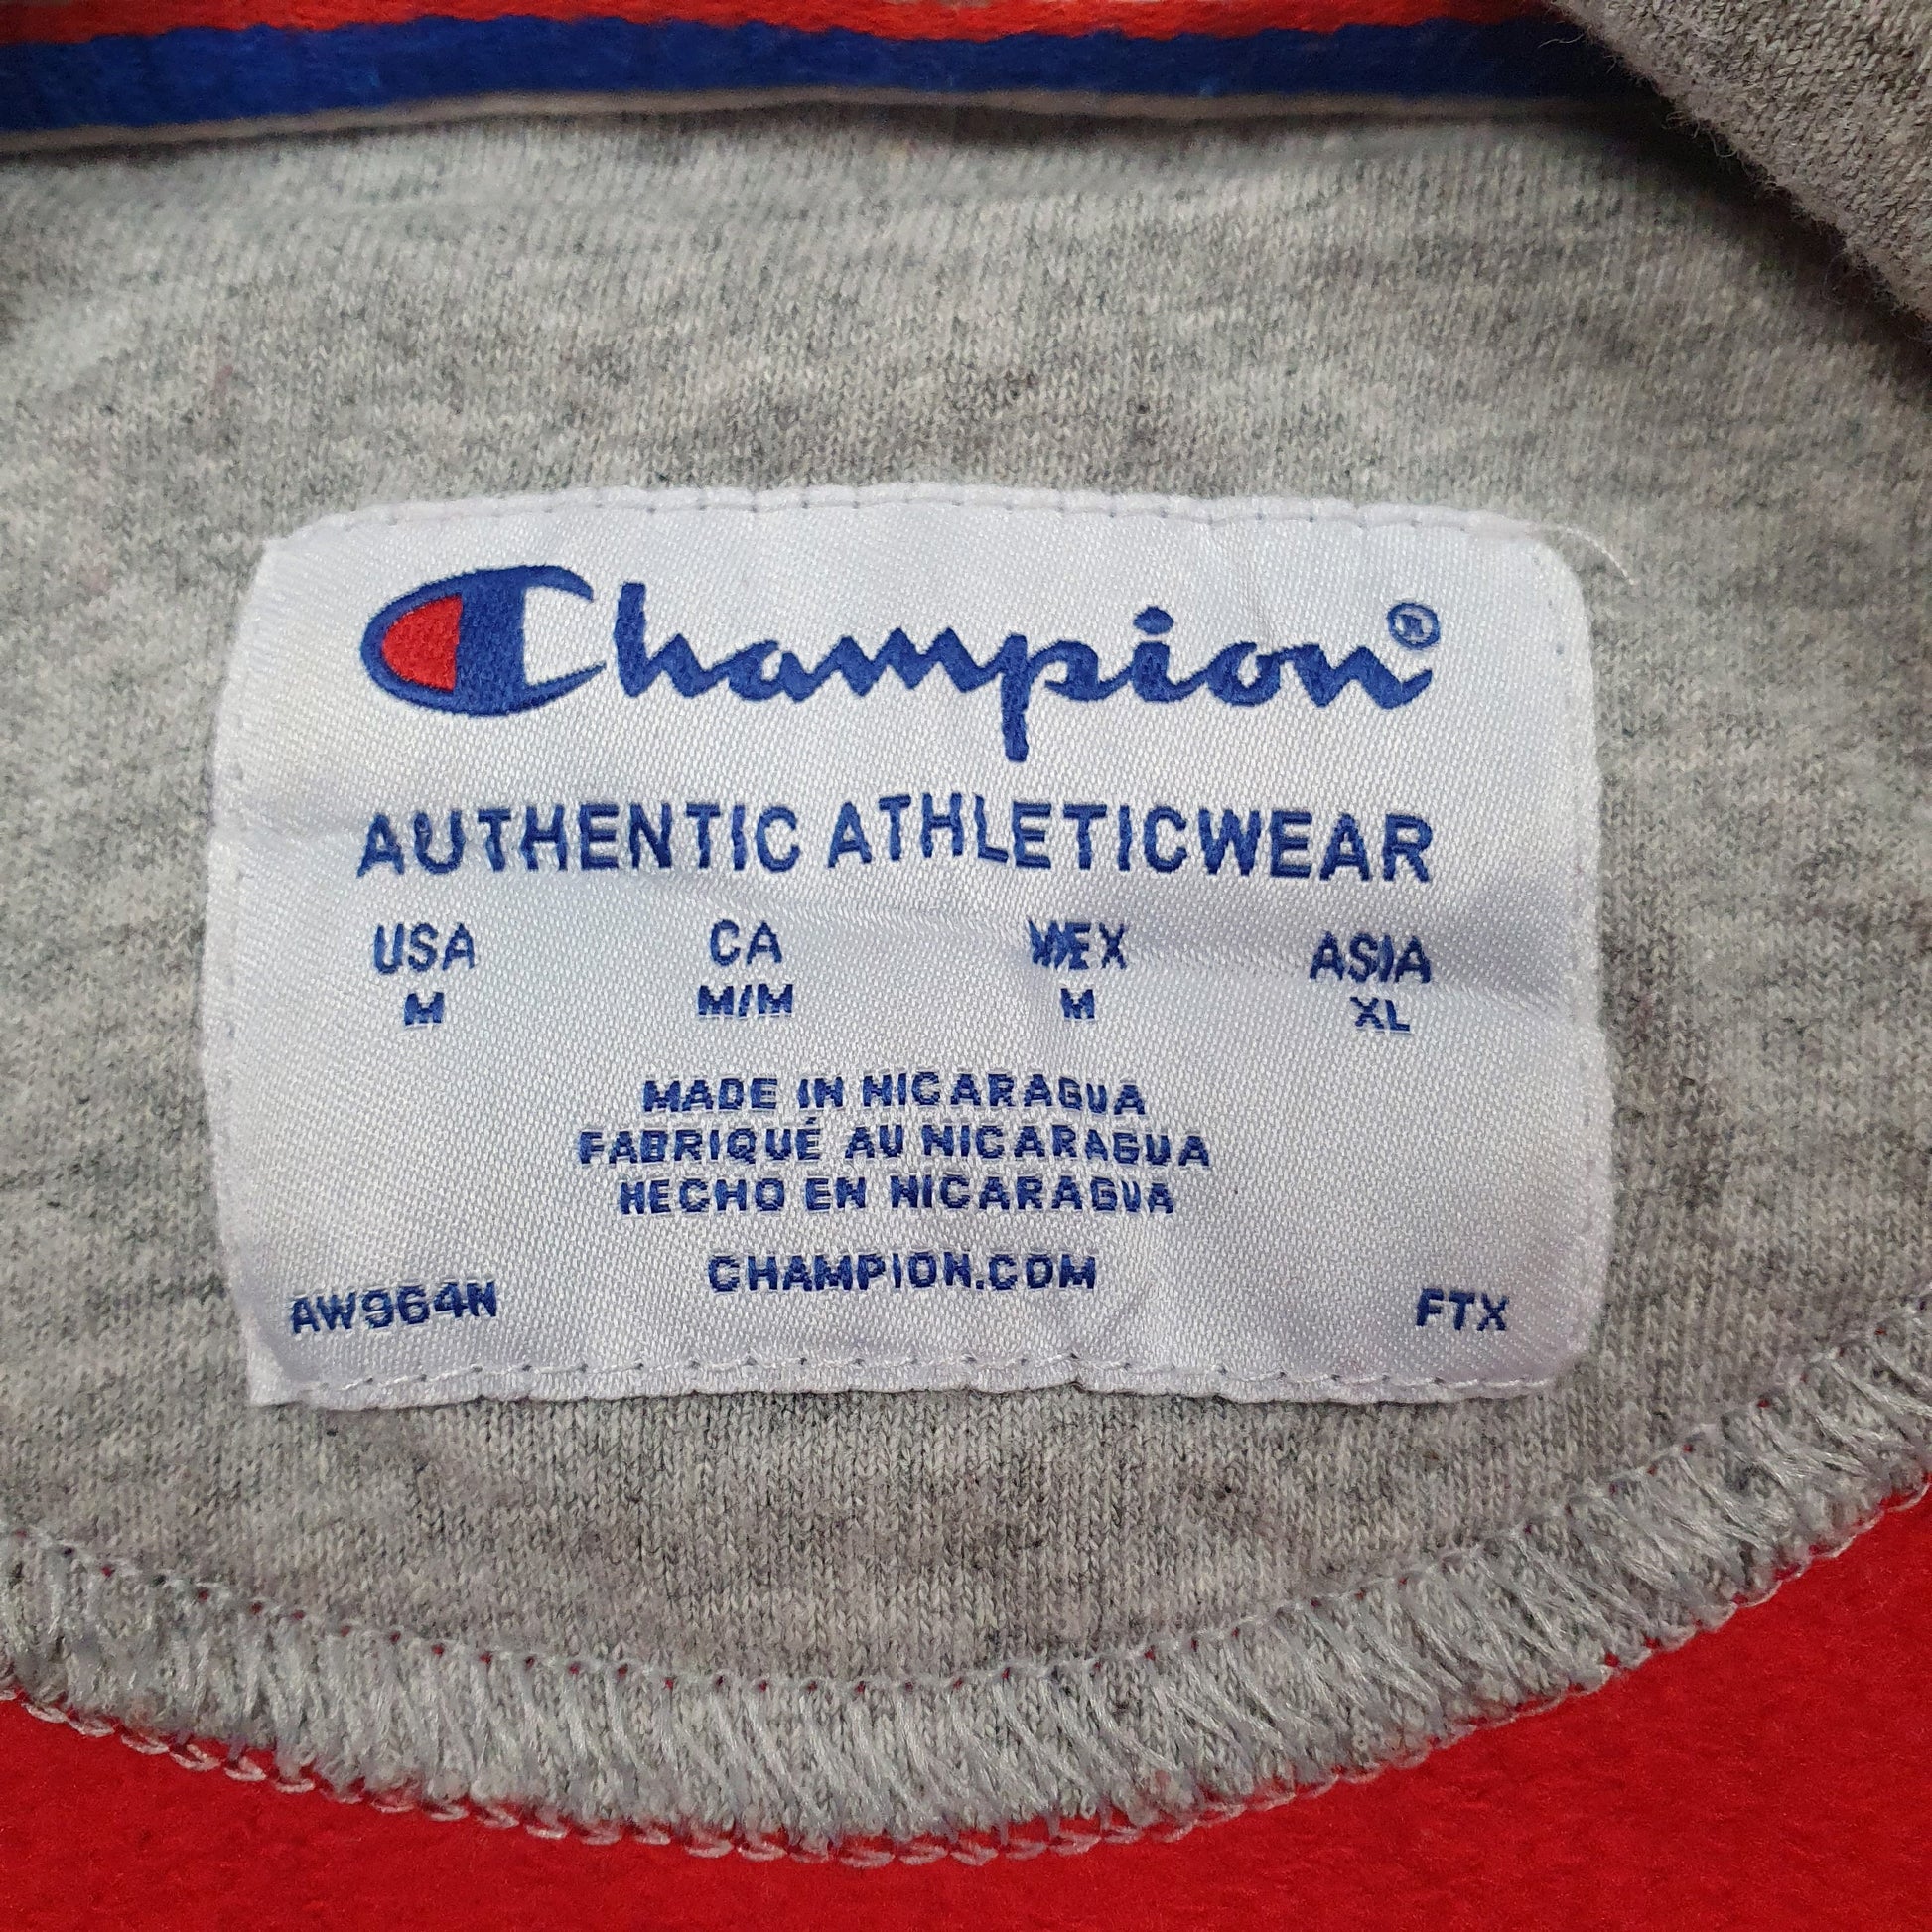 Champion®
AUTHENTIC ATHLETICWEAR
USA CA MEX ASIA
M M/M M XL
MADE IN NICARAGUA
FABRIQUÉ AU NICARAGUA
HECHO EN NICARAGUA
CHAMPION.COM
AW964N FTX